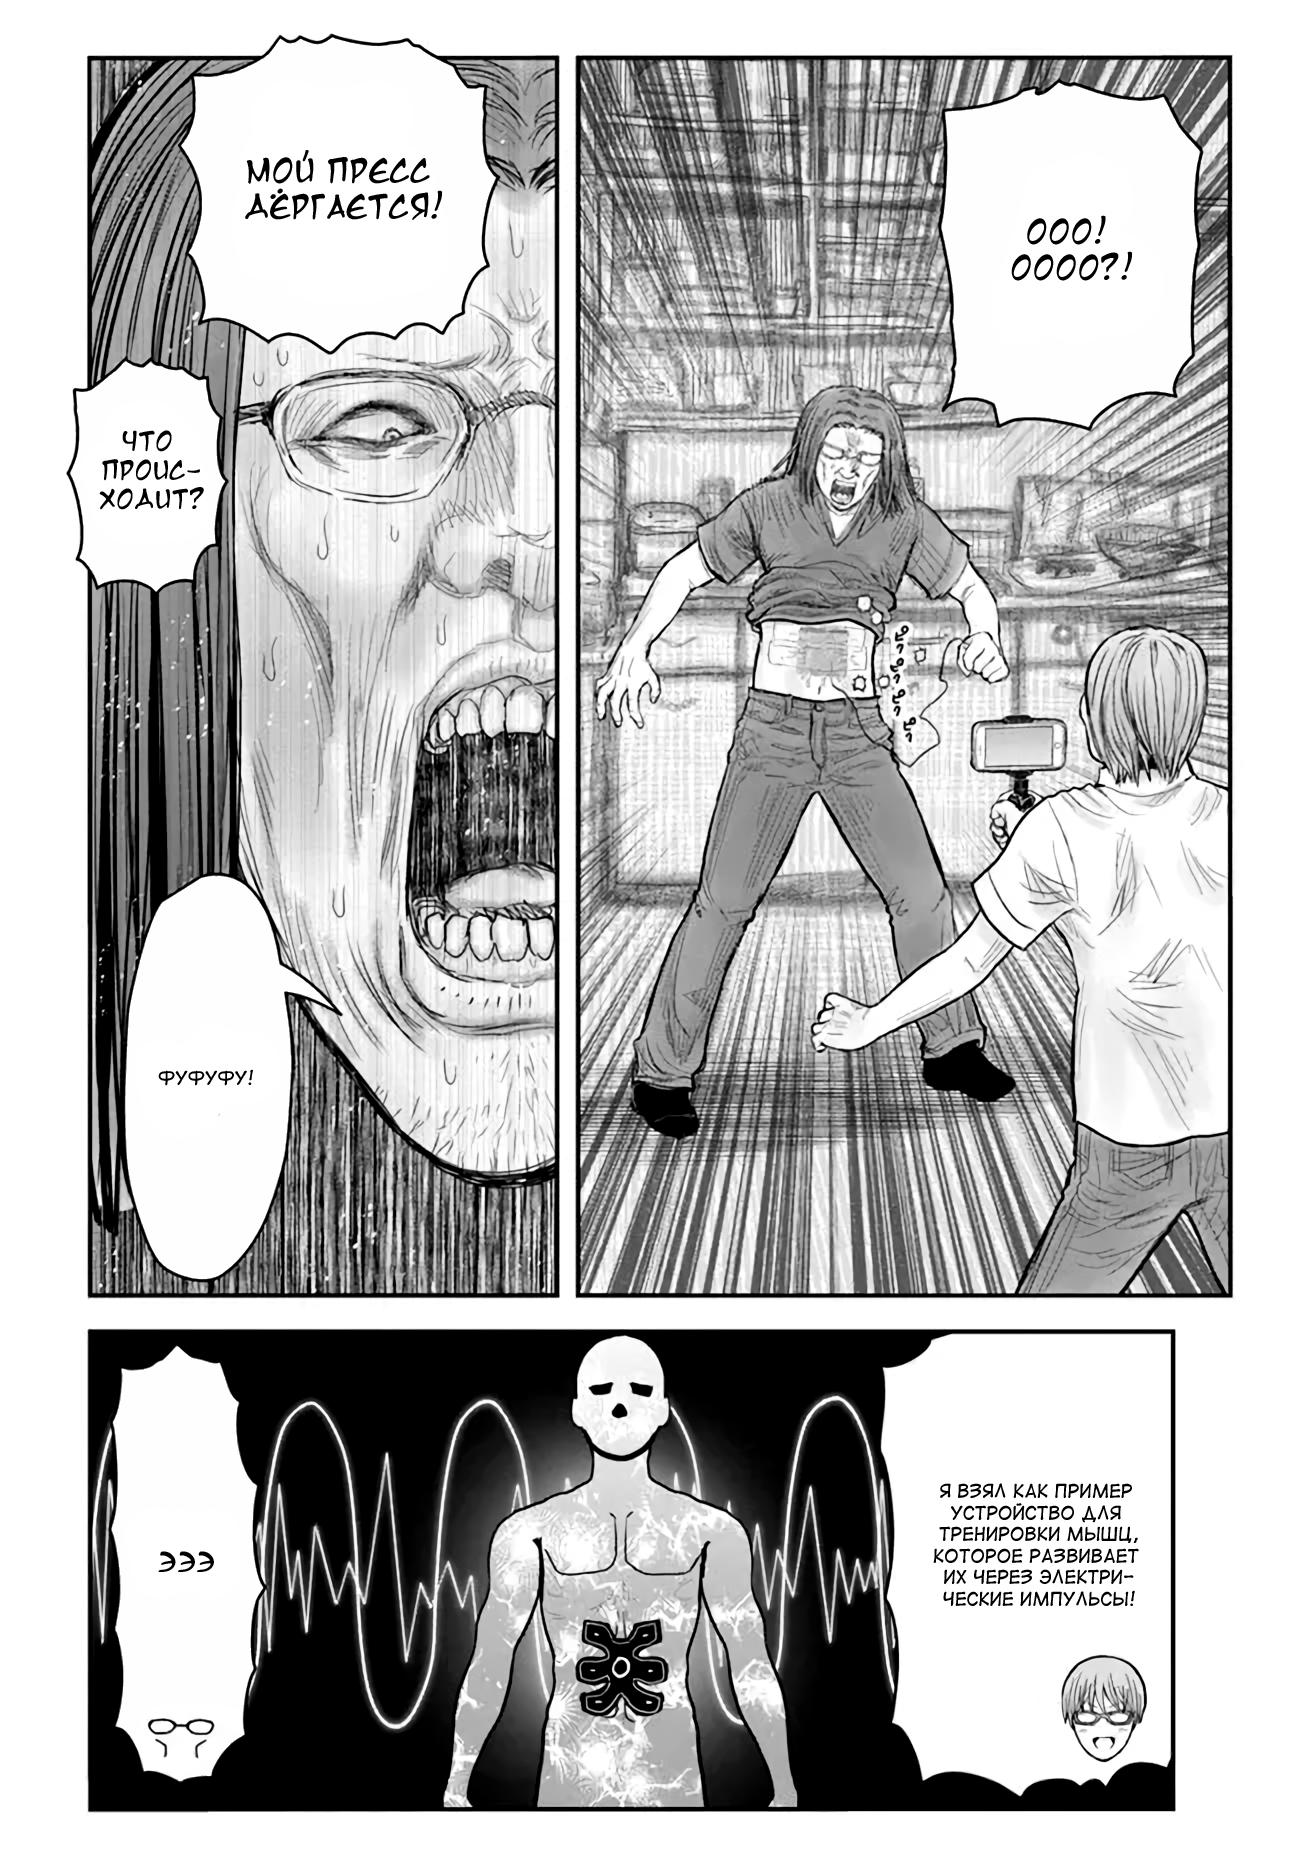 ООО!
ОООО?!
МОЙ ПРЕСС
ДЁРГАЕТСЯ!
ЧТО
ПРОИС-
ХОДИТ?
ФУФУФУ!
Я ВЗЯЛ КАК ПРИМЕР
УСТРОЙСТВО ДЛЯ
ТРЕНИРОВКИ МЫШЦ,
КОТОРОЕ РАЗВИВАЕТ
ИХ ЧЕРЕЗ ЭЛЕКТРИ-
ЧЕСКИЕ ИМПУЛЬСЫ!
ЭЭЭ